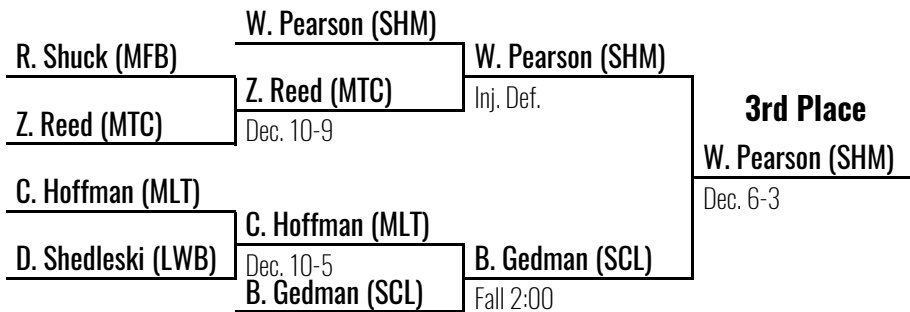 W. Pearson (SHM)
R. Shuck (MFB)
W. Pearson (SHM)
Z. Reed (MTC)
Inj. Def.
3rd Place
Z. Reed (MTC)
Dec. 10-9
W. Pearson (SHM)
C. Hoffman (MLT)
Dec. 6-3
C. Hoffman (MLT)
D. Shedleski (LWB)
Dec. 10-5
B. Gedman (SCL)
B. Gedman (SCL)
Fall 2:00